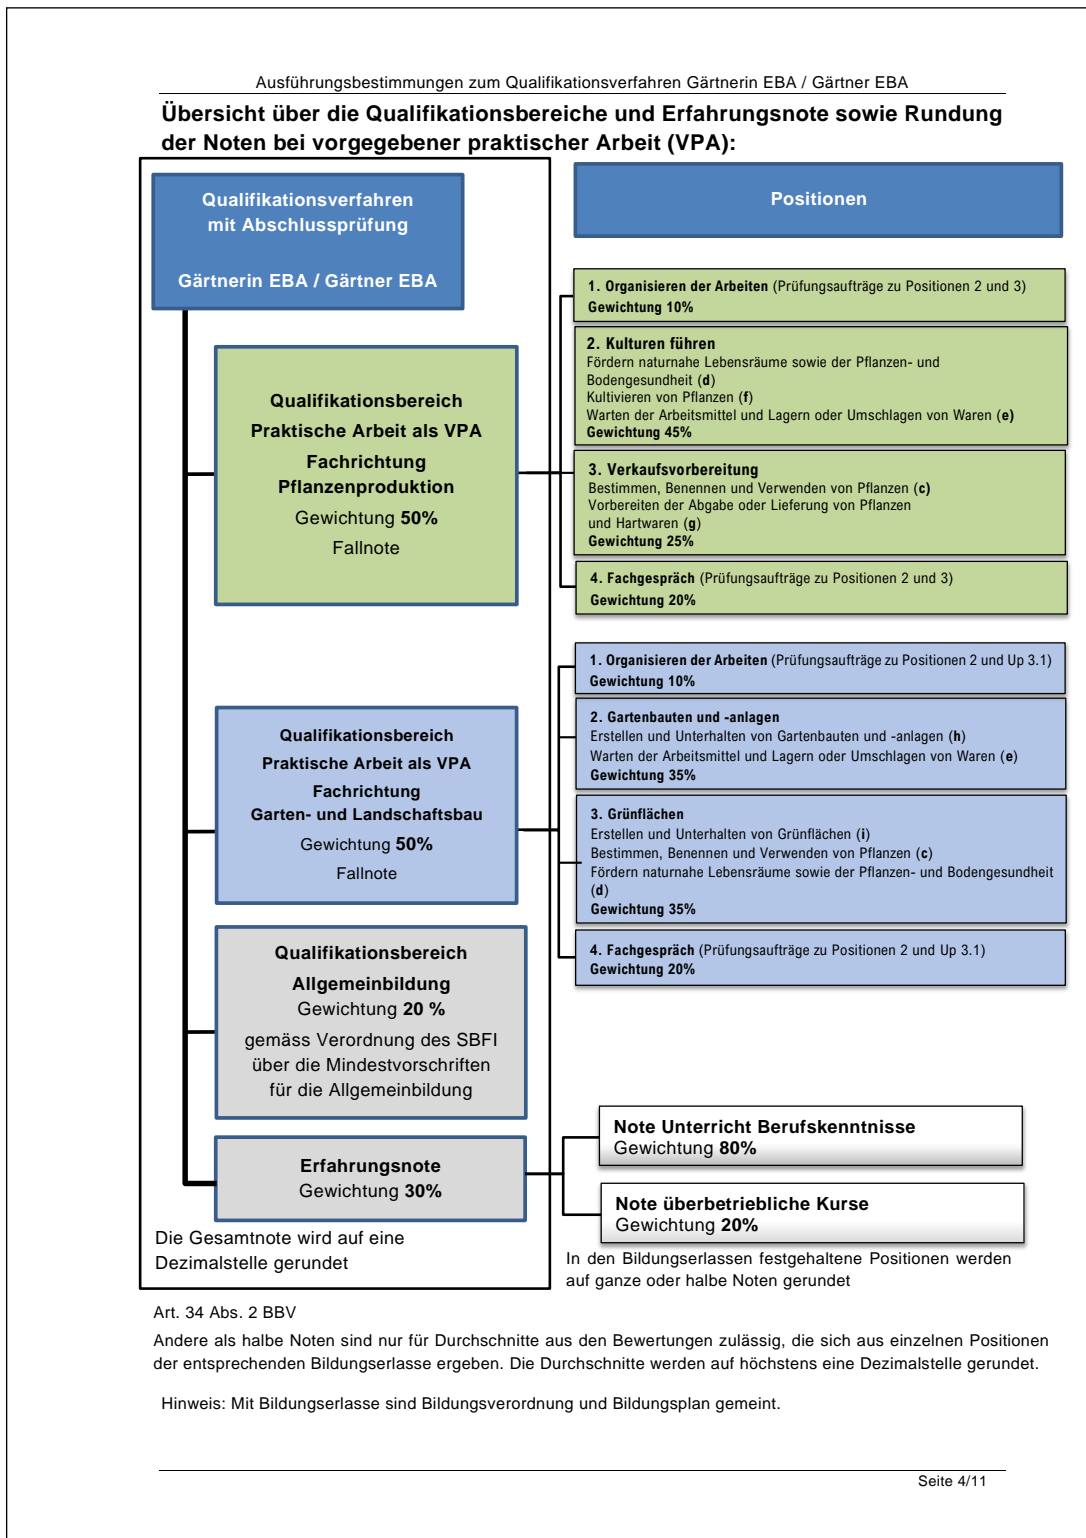 Ausführungsbestimmungen zum Qualifikationsverfahren Gärtnerin EBA / Gärtner EBA
Übersicht über die Qualifikationsbereiche und Erfahrungsnote sowie Rundung
der Noten bei vorgegebener praktischer Arbeit (VPA):
Qualifikationsverfahren
mit Abschlussprüfung
Gärtnerin EBA / Gärtner EBA
Positionen
Qualifikationsbereich
Praktische Arbeit als VPA
Fachrichtung
Pflanzenproduktion
Gewichtung 50%
Fallnote
1. Organisieren der Arbeiten (Prüfungsaufträge zu Positionen 2 und 3)
Gewichtung 10%
2. Kulturen führen
Fördern naturnahe Lebensräume sowie der Pflanzen- und
Bodengesundheit (d)
Kultivieren von Pflanzen (f)
Warten der Arbeitsmittel und Lagern oder Umschlagen von Waren (e)
Gewichtung 45%
3. Verkaufsvorbereitung
Bestimmen, Benennen und Verwenden von Pflanzen (c)
Vorbereiten der Abgabe oder Lieferung von Pflanzen
und Hartwaren (g)
Gewichtung 25%
4. Fachgespräch (Prüfungsaufträge zu Positionen 2 und 3)
Gewichtung 20%
Qualifikationsbereich
Praktische Arbeit als VPA
Fachrichtung
Garten- und Landschaftsbau
Gewichtung 50%
Fallnote
1. Organisieren der Arbeiten (Prüfungsaufträge zu Positionen 2 und Up 3.1)
Gewichtung 10%
2. Gartenbauten und -anlagen
Erstellen und Unterhalten von Gartenbauten und -anlagen (h)
Warten der Arbeitsmittel und Lagern oder Umschlagen von Waren (e)
Gewichtung 35%
3. Grünflächen
Erstellen und Unterhalten von Grünflächen (i)
Bestimmen, Benennen und Verwenden von Pflanzen (c)
Fördern naturnahe Lebensräume sowie der Pflanzen- und Bodengesundheit
(d)
Gewichtung 35%
4. Fachgespräch (Prüfungsaufträge zu Positionen 2 und Up 3.1)
Gewichtung 20%
Qualifikationsbereich
Allgemeinbildung
Gewichtung 20 %
gemäss Verordnung des SBFI
über die Mindestvorschriften
für die Allgemeinbildung
Erfahrungsnote
Gewichtung 30%
Note Unterricht Berufskenntnisse
Gewichtung 80%
Note überbetriebliche Kurse
Gewichtung 20%
Die Gesamtnote wird auf eine
Dezimalstelle gerundet
In den Bildungserlassen festgehaltene Positionen werden
auf ganze oder halbe Noten gerundet
Art. 34 Abs. 2 BBV
Andere als halbe Noten sind nur für Durchschnitte aus den Bewertungen zulässig, die sich aus einzelnen Positionen
der entsprechenden Bildungserlasse ergeben. Die Durchschnitte werden auf höchstens eine Dezimalstelle gerundet.
Hinweis: Mit Bildungserlasse sind Bildungsverordnung und Bildungsplan gemeint.
Seite 4/11